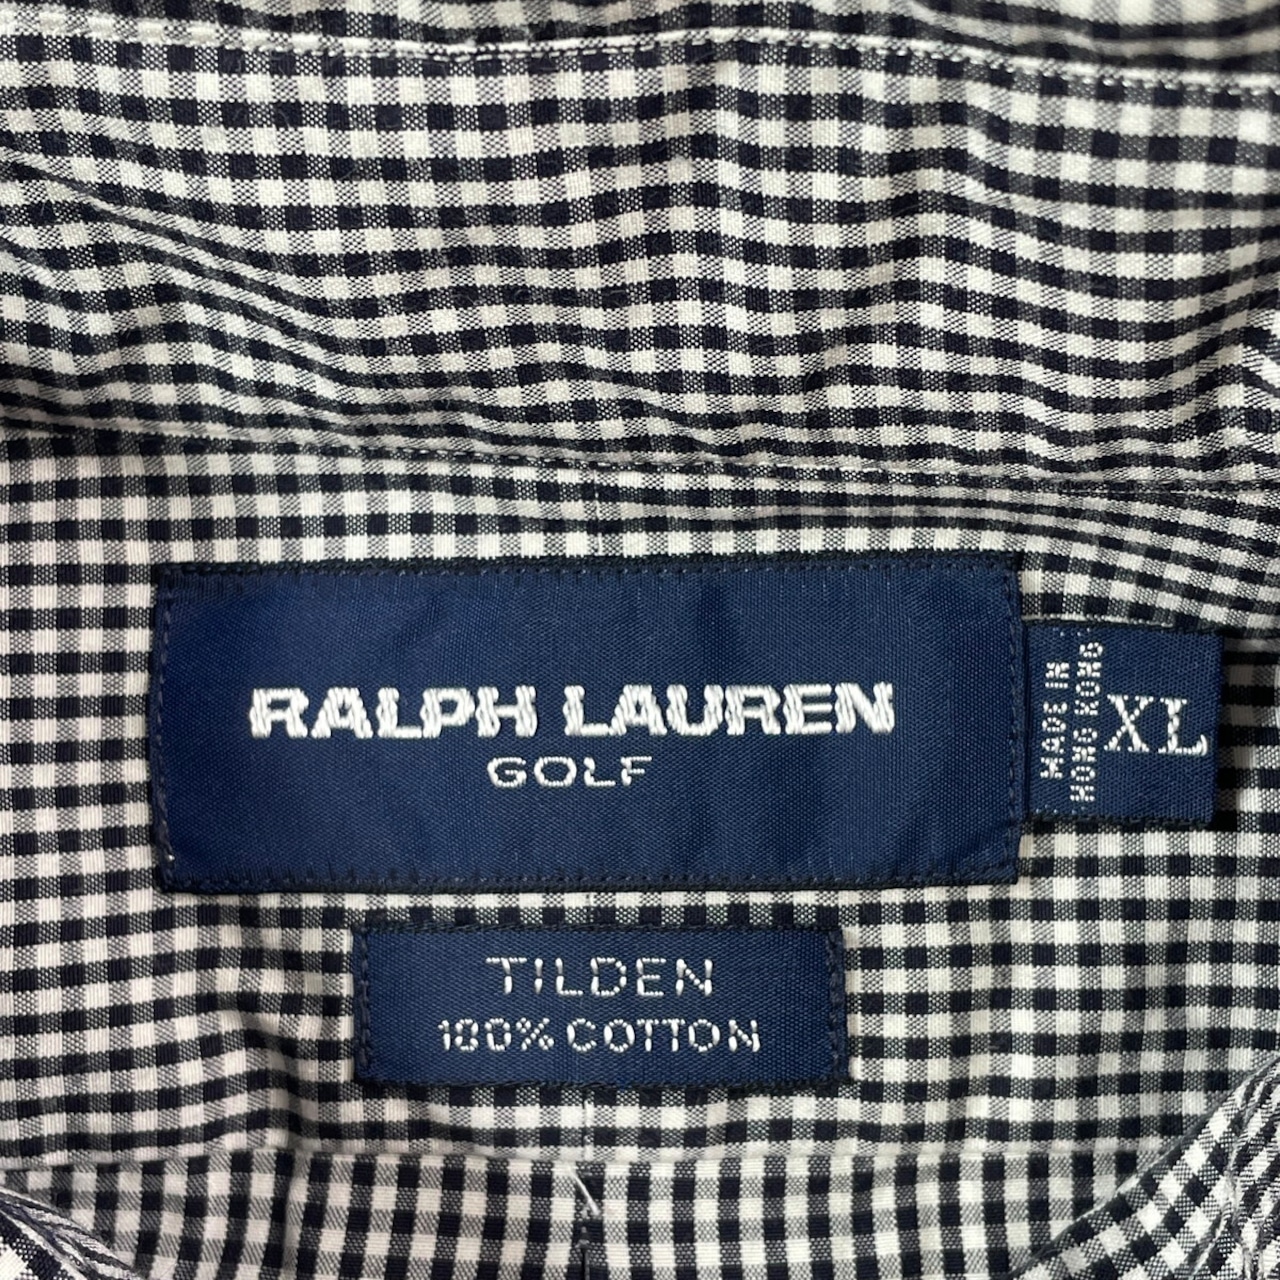 RALPH LAUREN
GOLF
MADE IN
HONG KONG
XL
TILDEN
100% COTTON